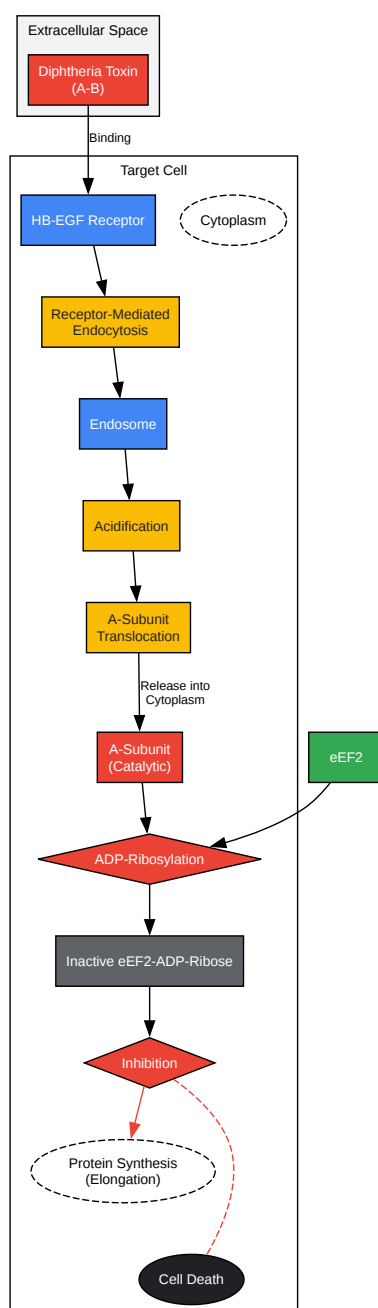 Extracellular Space
Diphtheria Toxin
(A-B)
Binding
Target Cell
HB-EGF Receptor
Cytoplasm
Receptor-Mediated
Endocytosis
Endosome
Acidification
A-Subunit
Translocation
Release into
Cytoplasm
A-Subunit
(Catalytic)
eEF2
ADP-Ribosylation
Inactive eEF2-ADP-Ribose
Inhibition
Protein Synthesis
(Elongation)
Cell Death